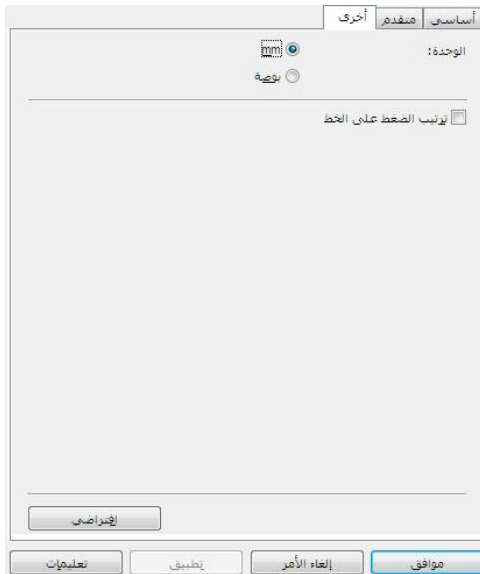 أساسي متقدم أخرى
الوحدة: mm
بوصة
ترتيب الضغط على الخط
افتراضي
موافق إلغاء الأمر تطبيق تعليمات